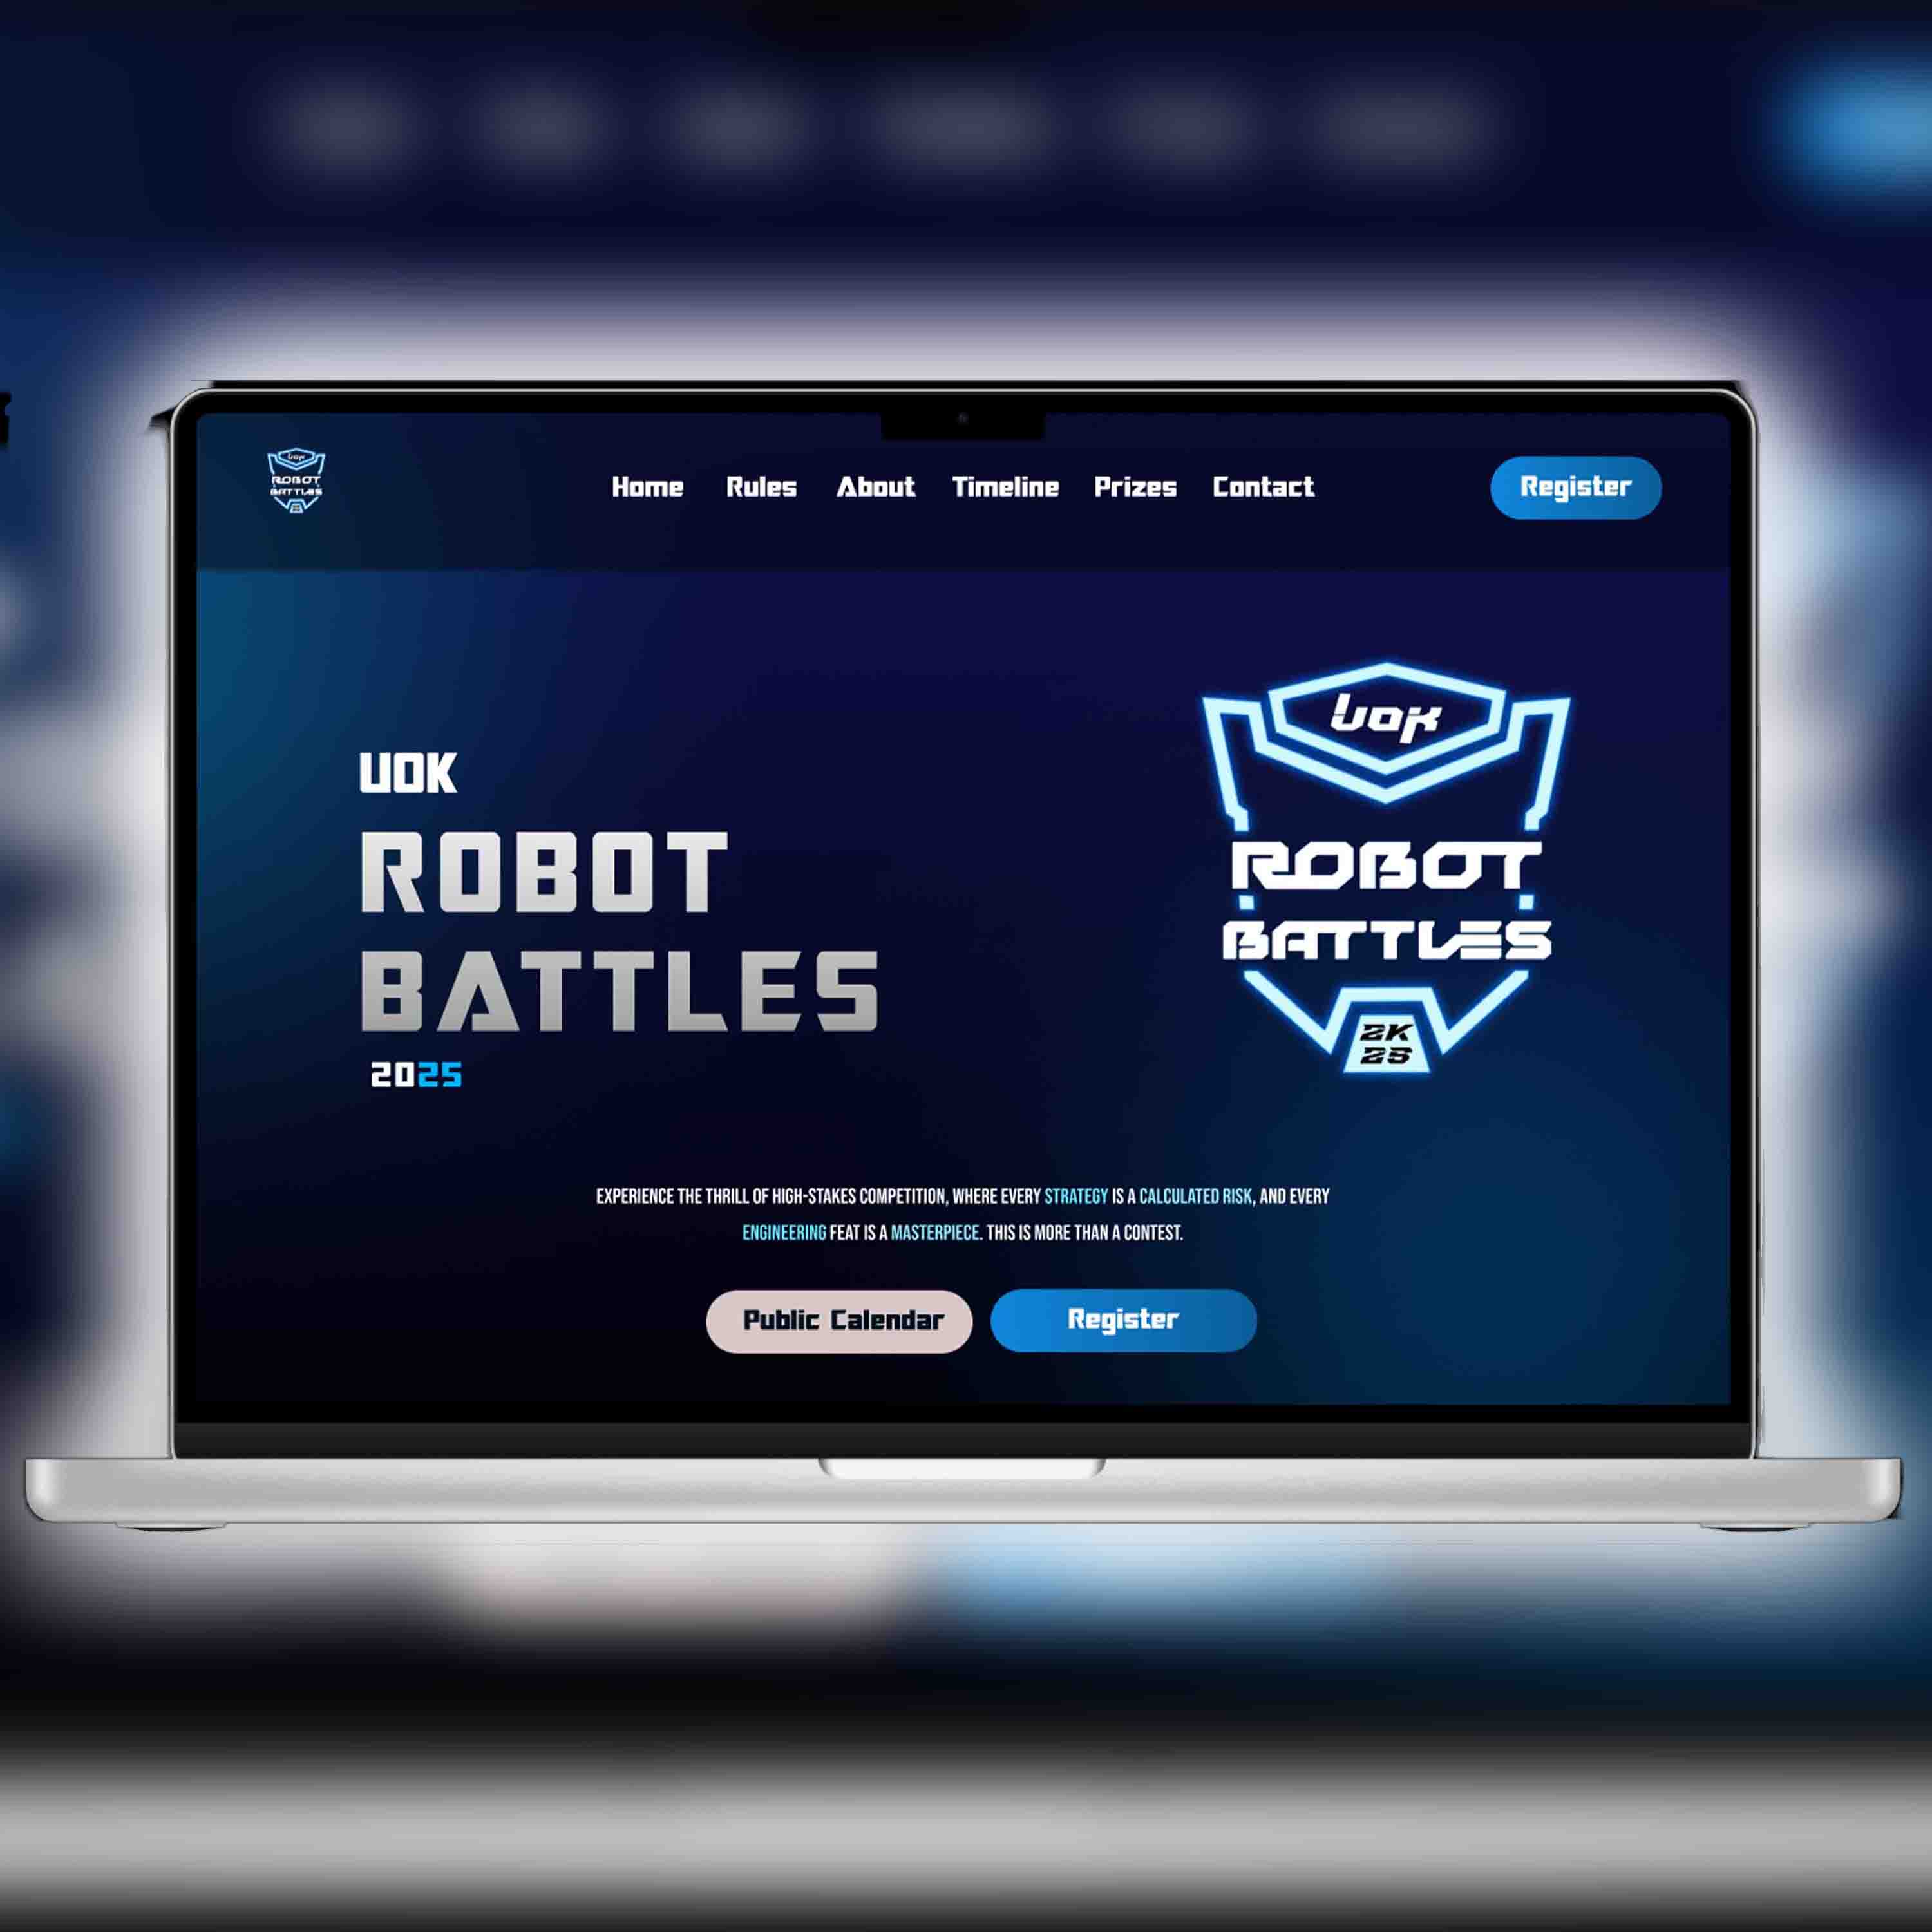 UOK
ROBOT
BATTLES
Home Rules About Timeline Prizes Contact
Register
UOK
ROBOT
BATTLES
2025
UOK
ROBOT
BATTLES
2K
25
EXPERIENCE THE THRILL OF HIGH-STAKES COMPETITION, WHERE EVERY STRATEGY IS A CALCULATED RISK, AND EVERY
ENGINEERING FEAT IS A MASTERPIECE. THIS IS MORE THAN A CONTEST.
Public Calendar
Register